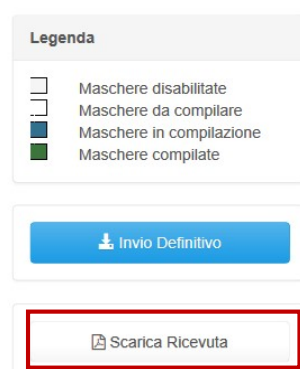 Legenda
Maschere disabilitate
Maschere da compilare
Maschere in compilazione
Maschere compilate
Invio Definitivo
Scarica Ricevuta